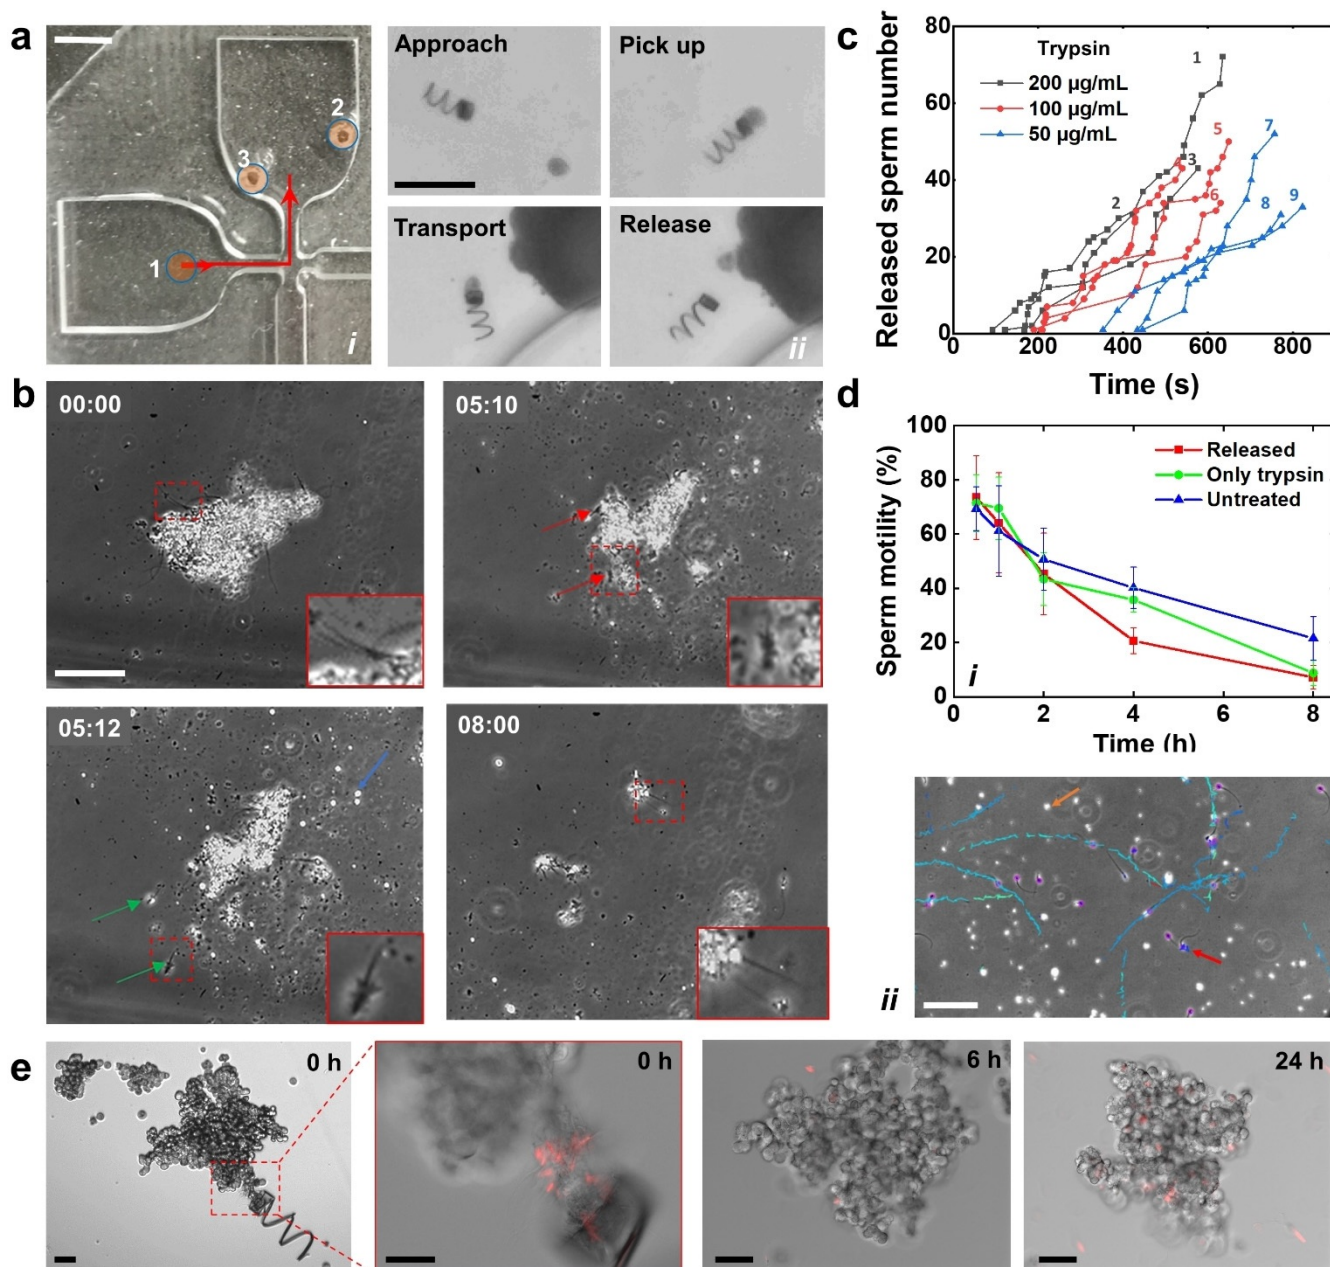 a
1
2
3
i
Approach
Pick up
Transport
Release
ii
c
Released sperm number
80
60
40
20
0
Trypsin
200 µg/mL
100 µg/mL
50 µg/mL
1
2
3
5
6
7
8
9
0 200 400 600 800
Time (s)
b
00:00
05:10
05:12
08:00
d
Sperm motility (%)
100
80
60
40
20
0
Released
Only trypsin
Untreated
i
0 2 4 6 8
Time (h)
ii
e
0 h
0 h
6 h
24 h